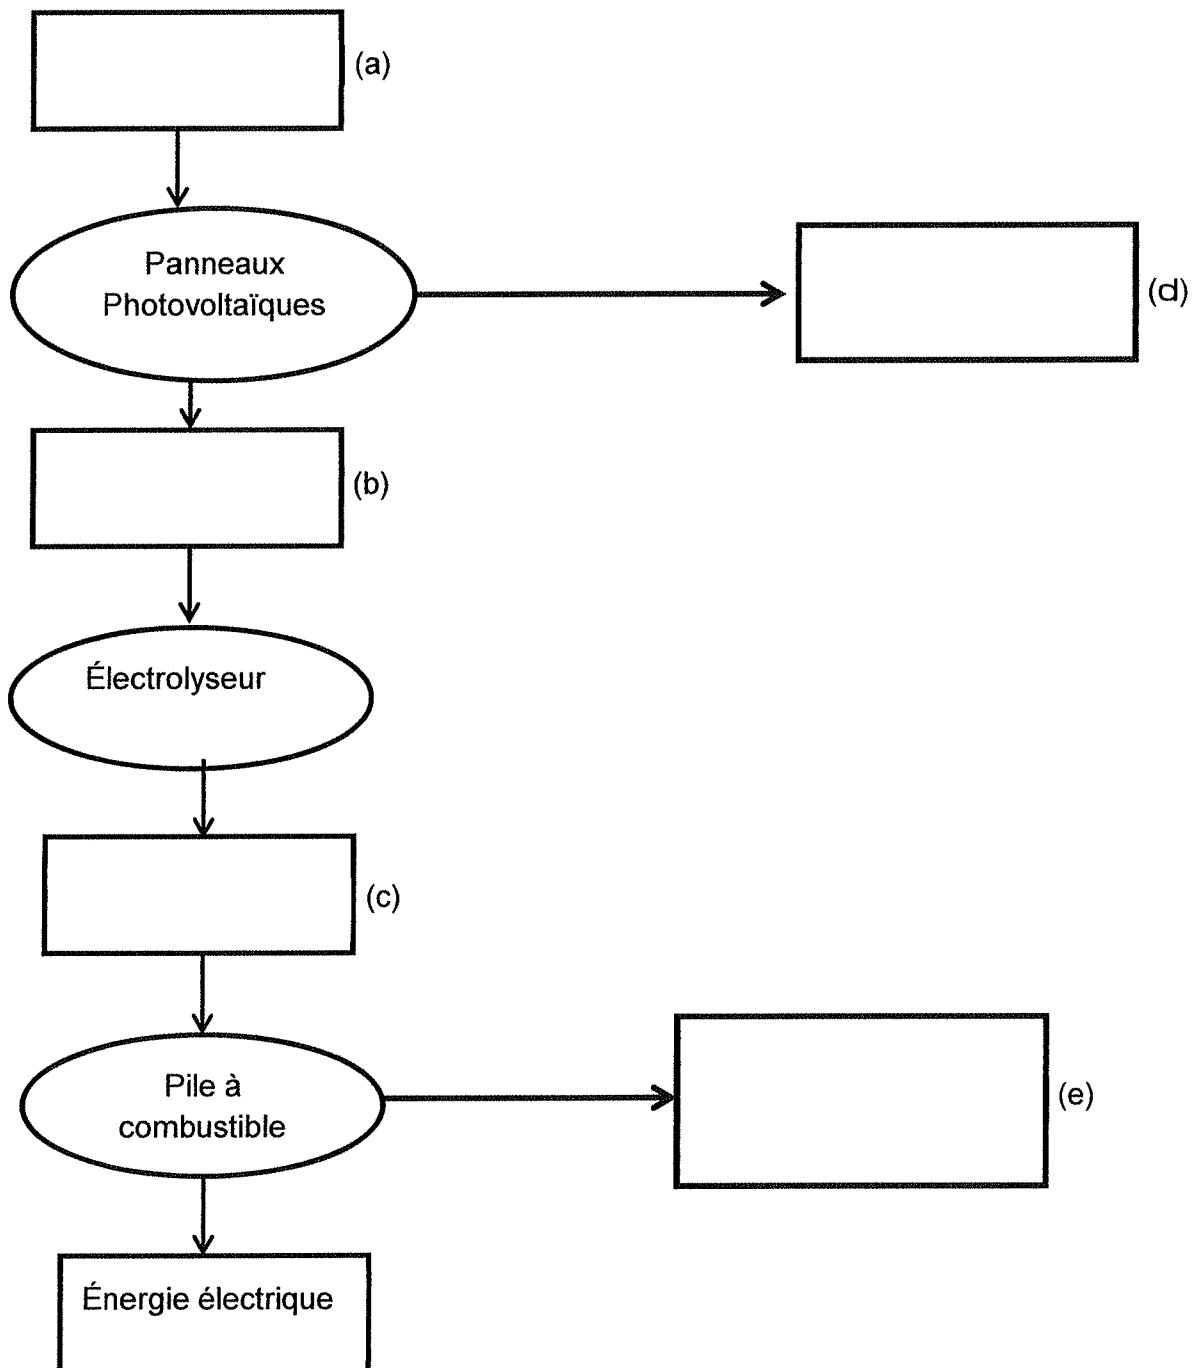 (a)
Panneaux
Photovoltaïques
(d)
(b)
Électrolyseur
(c)
Pile à
combustible
(e)
Énergie électrique